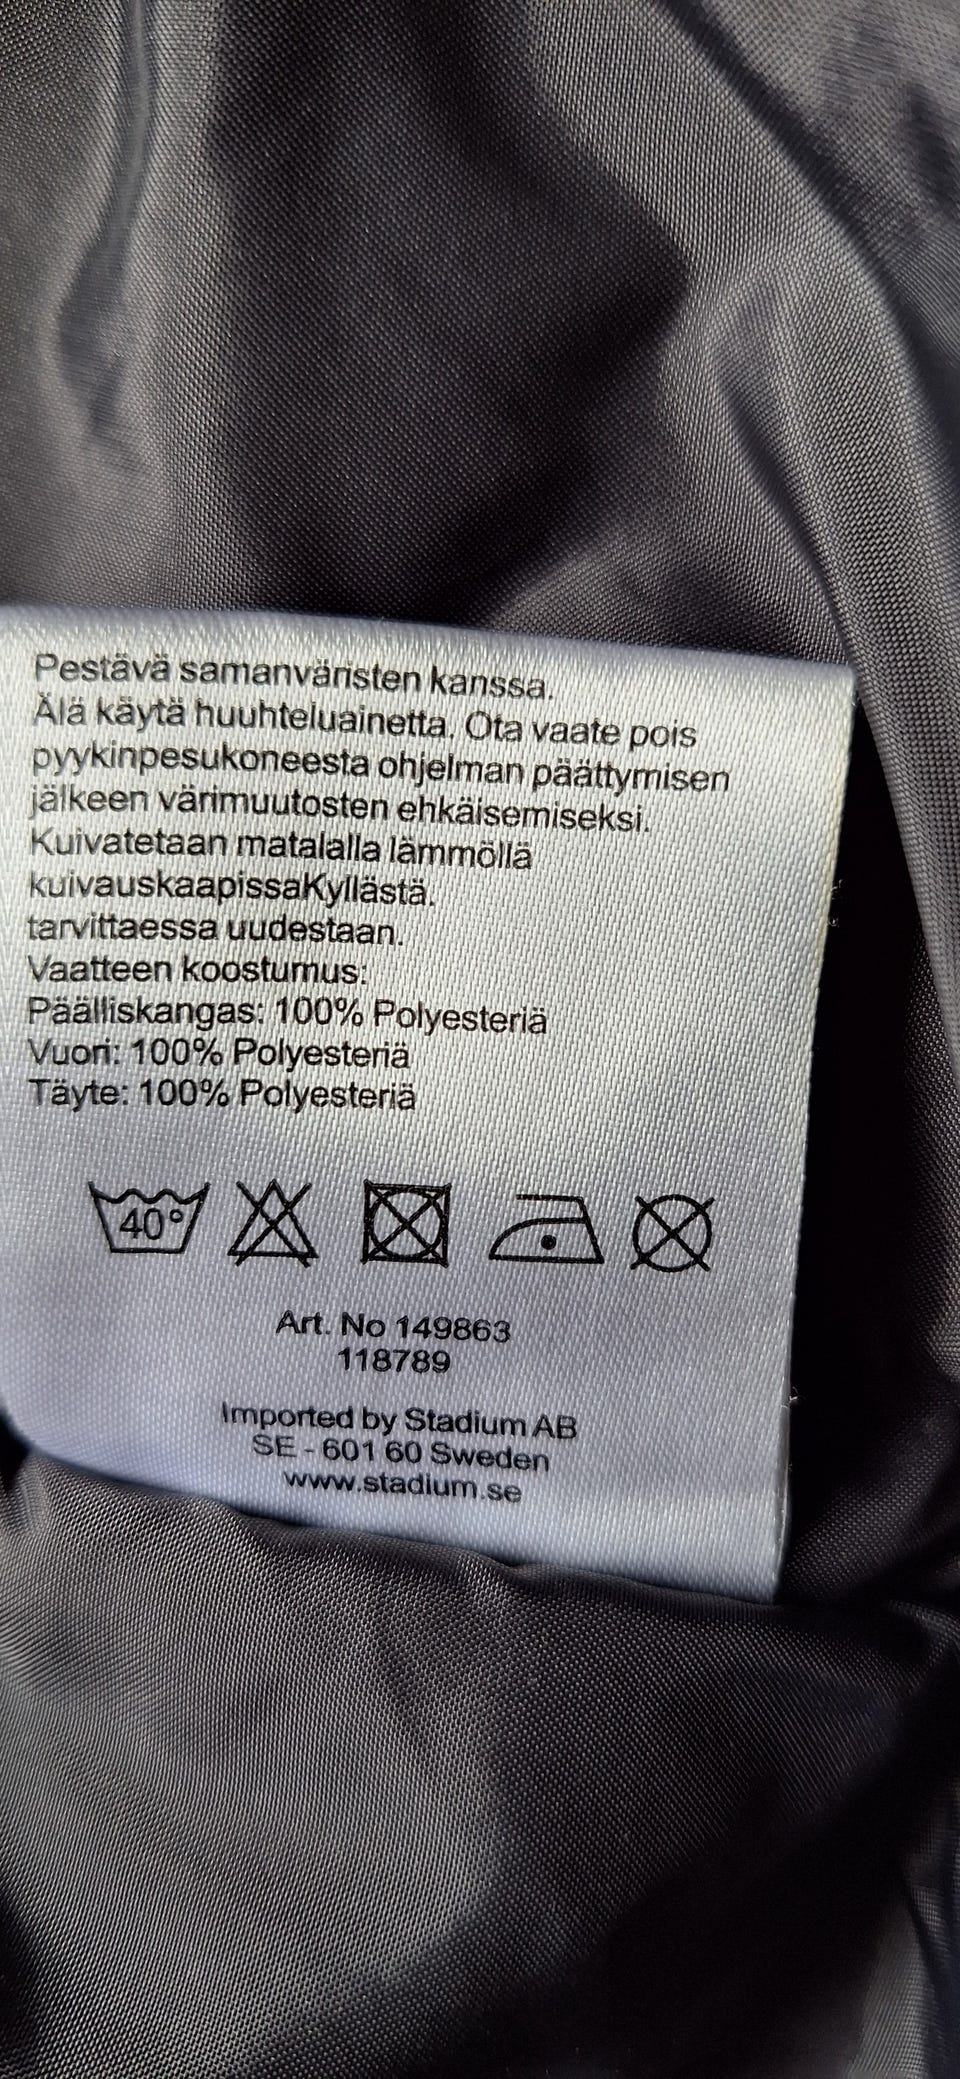 Pestävä samanväristen kanssa.
Älä käytä huuhteluainetta. Ota vaate pois
pyykinpesukoneesta ohjelman päättymisen
jälkeen värimuutosten ehkäisemiseksi.
Kuivatetaan matalalla lämmöllä
kuivauskaapissaKyllästä.
tarvittaessa uudestaan.
Vaatteen koostumus:
Päälliskangas: 100% Polyesteriä
Vuori: 100% Polyesteriä
Täyte: 100% Polyesteriä
40°
Art. No 149863
118789
Imported by Stadium AB
SE - 601 60 Sweden
www.stadium.se